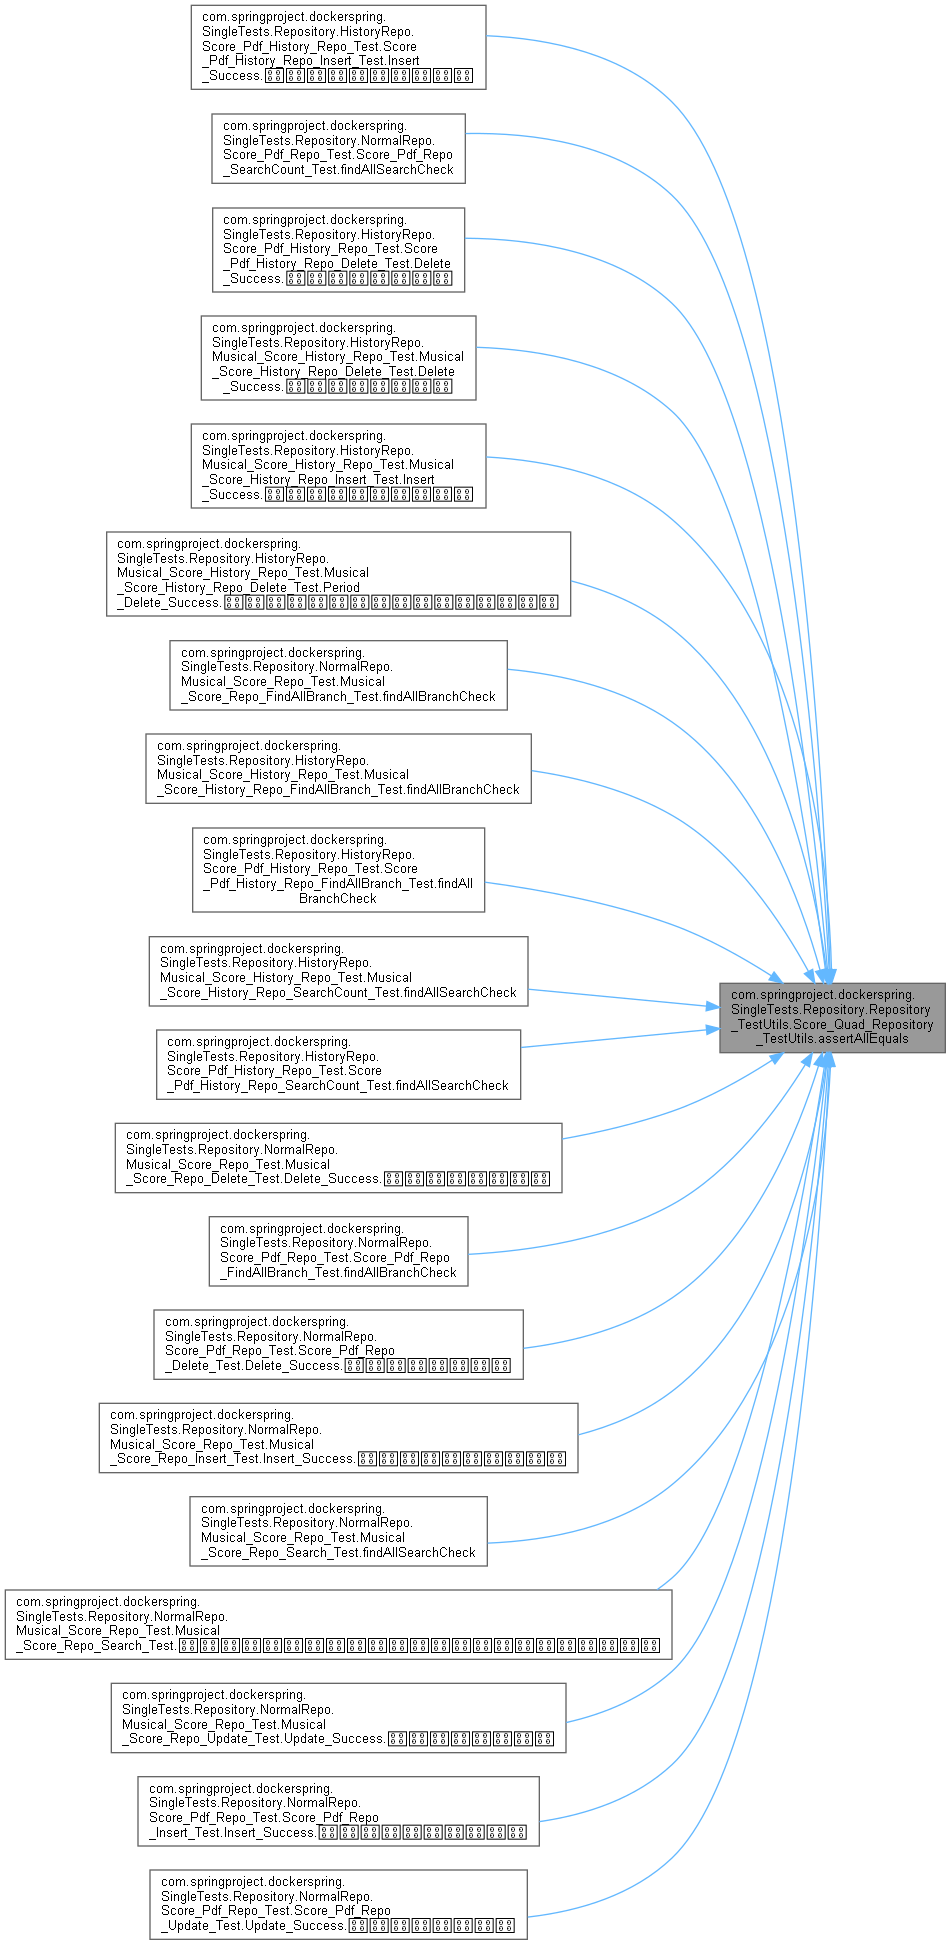 com.springproject.dockerspring.
SingleTests.Repository.HistoryRepo.
Score_Pdf_History_Repo_Test.Score
_Pdf_History_Repo_Insert_Test.Insert
_Success.
com.springproject.dockerspring.
SingleTests.Repository.NormalRepo.
Score_Pdf_Repo_Test.Score_Pdf_Repo
_SearchCount_Test.findAllSearchCheck
com.springproject.dockerspring.
SingleTests.Repository.HistoryRepo.
Score_Pdf_History_Repo_Test.Score
_Pdf_History_Repo_Delete_Test.Delete
_Success.
com.springproject.dockerspring.
SingleTests.Repository.HistoryRepo.
Musical_Score_History_Repo_Test.Musical
_Score_History_Repo_Delete_Test.Delete
_Success.
com.springproject.dockerspring.
SingleTests.Repository.HistoryRepo.
Musical_Score_History_Repo_Test.Musical
_Score_History_Repo_Insert_Test.Insert
_Success.
com.springproject.dockerspring.
SingleTests.Repository.HistoryRepo.
Musical_Score_History_Repo_Test.Musical
_Score_History_Repo_Delete_Test.Period
_Delete_Success.
com.springproject.dockerspring.
SingleTests.Repository.NormalRepo.
Musical_Score_Repo_Test.Musical
_Score_Repo_FindAllBranch_Test.findAllBranchCheck
com.springproject.dockerspring.
SingleTests.Repository.HistoryRepo.
Musical_Score_History_Repo_Test.Musical
_Score_History_Repo_FindAllBranch_Test.findAllBranchCheck
com.springproject.dockerspring.
SingleTests.Repository.HistoryRepo.
Score_Pdf_History_Repo_Test.Score
_Pdf_History_Repo_FindAllBranch_Test.findAll
BranchCheck
com.springproject.dockerspring.
SingleTests.Repository.HistoryRepo.
Musical_Score_History_Repo_Test.Musical
_Score_History_Repo_SearchCount_Test.findAllSearchCheck
com.springproject.dockerspring.
SingleTests.Repository.Repository
_TestUtils.Score_Quad_Repository
_TestUtils.assertAllEquals
com.springproject.dockerspring.
SingleTests.Repository.HistoryRepo.
Score_Pdf_History_Repo_Test.Score
_Pdf_History_Repo_SearchCount_Test.findAllSearchCheck
com.springproject.dockerspring.
SingleTests.Repository.NormalRepo.
Musical_Score_Repo_Test.Musical
_Score_Repo_Delete_Test.Delete_Success.
com.springproject.dockerspring.
SingleTests.Repository.NormalRepo.
Score_Pdf_Repo_Test.Score_Pdf_Repo
_FindAllBranch_Test.findAllBranchCheck
com.springproject.dockerspring.
SingleTests.Repository.NormalRepo.
Score_Pdf_Repo_Test.Score_Pdf_Repo
_Delete_Test.Delete_Success.
com.springproject.dockerspring.
SingleTests.Repository.NormalRepo.
Musical_Score_Repo_Test.Musical
_Score_Repo_Insert_Test.Insert_Success.
com.springproject.dockerspring.
SingleTests.Repository.NormalRepo.
Musical_Score_Repo_Test.Musical
_Score_Repo_Search_Test.findAllSearchCheck
com.springproject.dockerspring.
SingleTests.Repository.NormalRepo.
Musical_Score_Repo_Test.Musical
_Score_Repo_Search_Test.
com.springproject.dockerspring.
SingleTests.Repository.NormalRepo.
Musical_Score_Repo_Test.Musical
_Score_Repo_Update_Test.Update_Success.
com.springproject.dockerspring.
SingleTests.Repository.NormalRepo.
Score_Pdf_Repo_Test.Score_Pdf_Repo
_Insert_Test.Insert_Success.
com.springproject.dockerspring.
SingleTests.Repository.NormalRepo.
Score_Pdf_Repo_Test.Score_Pdf_Repo
_Update_Test.Update_Success.